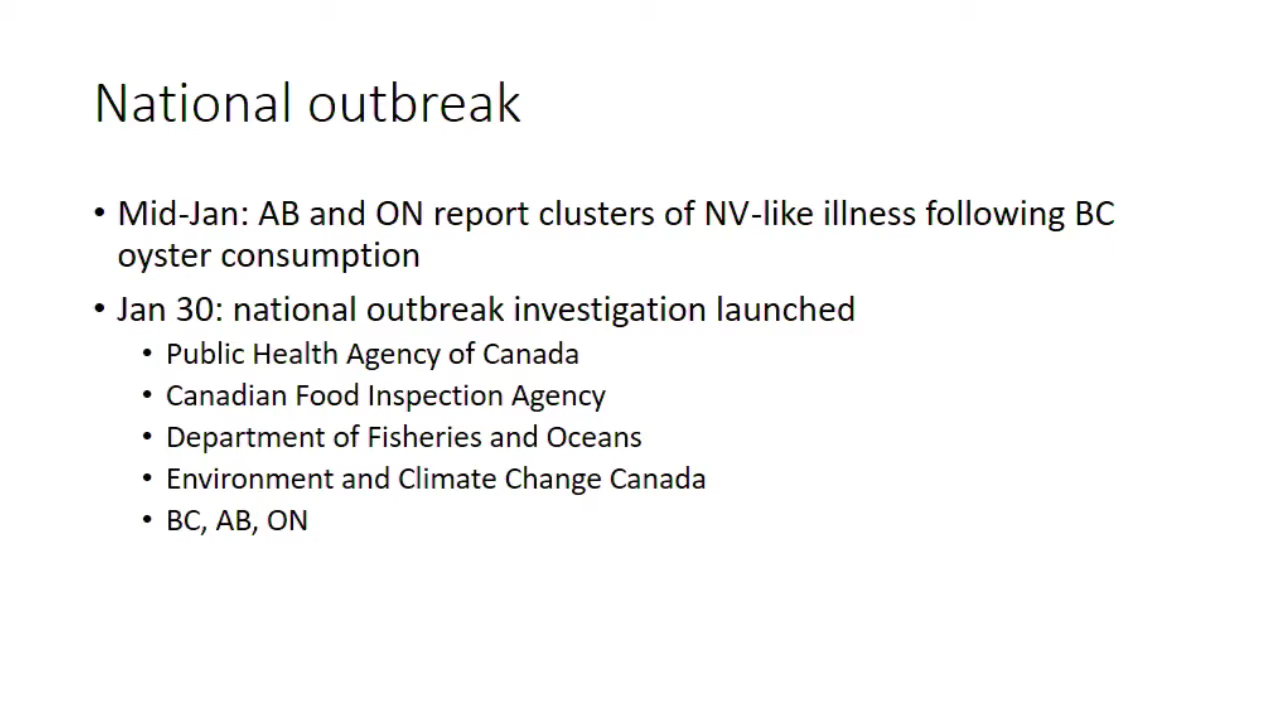 National outbreak
• Mid-Jan: AB and ON report clusters of NV-like illness following BC
oyster consumption
• Jan 30: national outbreak investigation launched
• Public Health Agency of Canada
• Canadian Food Inspection Agency
• Department of Fisheries and Oceans
• Environment and Climate Change Canada
• BC, AB, ON